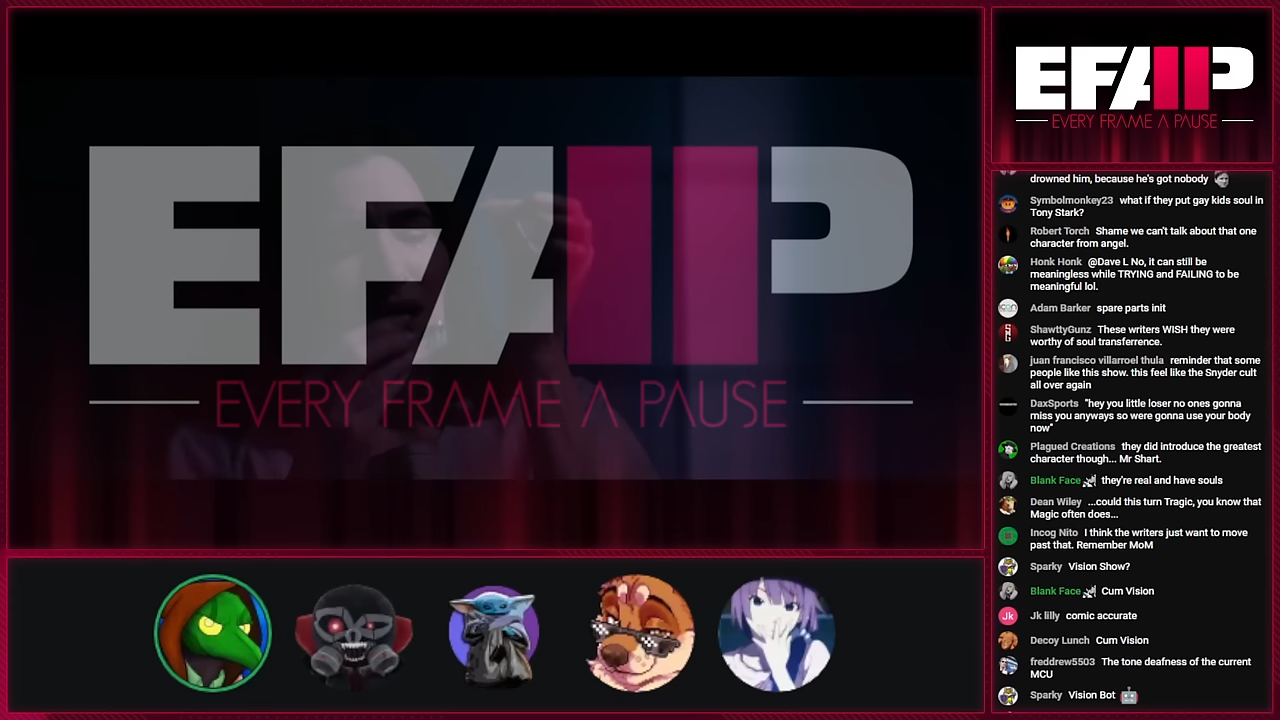 EFAP
EVERY FRAME A PAUSE
EFAP
EVERY FRAME A PAUSE
drowned him, because he's got nobody
Symbolmonkey23 what if they put gay kids soul in
Tony Stark?
Robert Torch Shame we can't talk about that one
character from angel.
Honk Honk @Dave L No, it can still be
meaningless while TRYING and FAILING to be
meaningful lol.
Adam Barker spare parts init
ShawttyGunz These writers WISH they were
worthy of soul transferrence.
juan francisco villarroel thula reminder that some
people like this show. this feel like the Snyder cult
all over again
DaxSports "hey you little loser no ones gonna
miss you anyways so were gonna use your body
now"
Plagued Creations they did introduce the greatest
character though... Mr Shart.
Blank Face they're real and have souls
Dean Wiley ...could this turn Tragic, you know that
Magic often does...
Incog Nito I think the writers just want to move
past that. Remember MoM
Sparky Vision Show?
Blank Face Cum Vision
Jk
Jk lilly comic accurate
Decoy Lunch Cum Vision
freddrew5503 The tone deafness of the current
MCU
Sparky Vision Bot